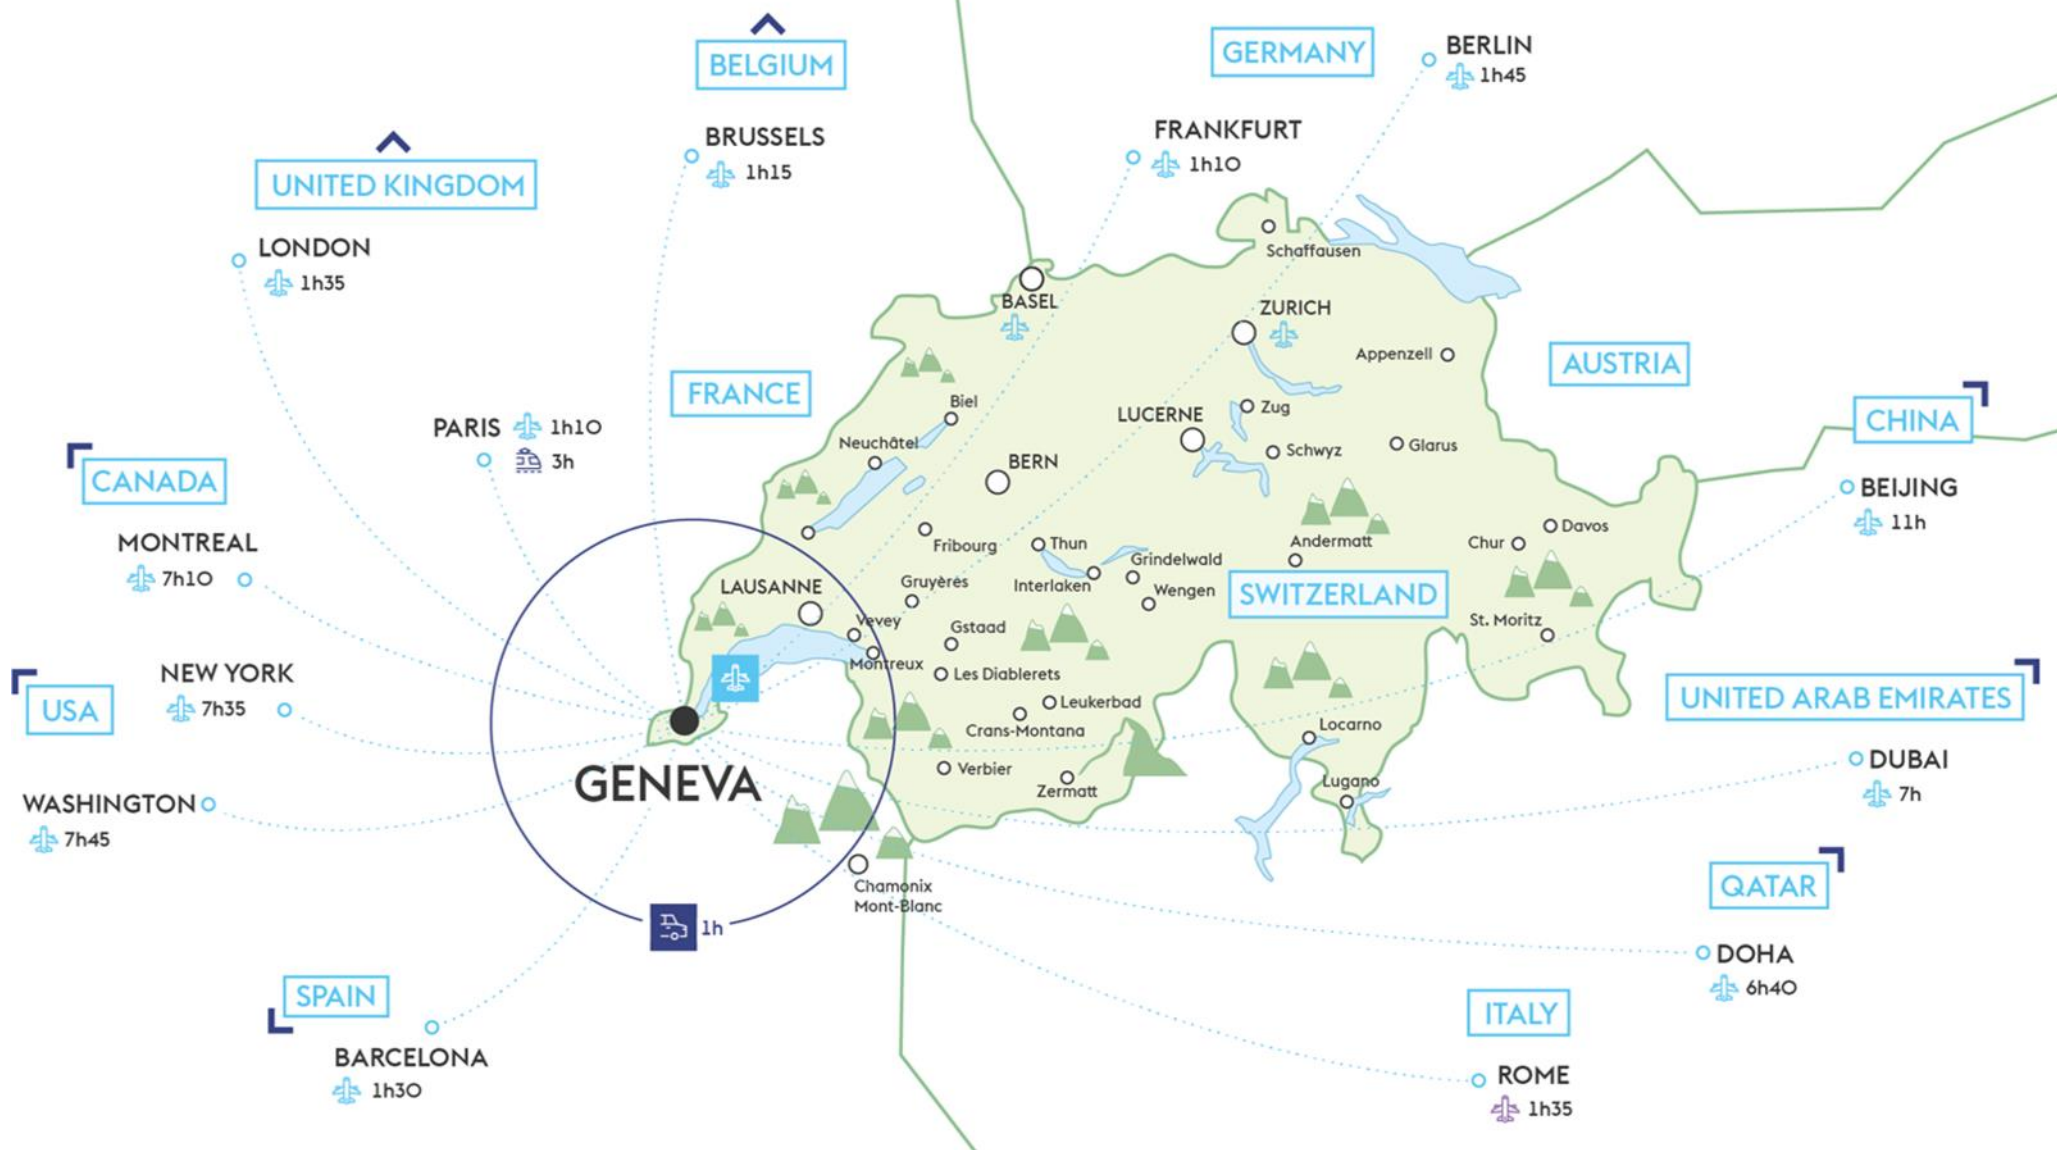 BELGIUM
GERMANY
BERLIN
1h45
BRUSSELS
1h15
FRANKFURT
1h10
UNITED KINGDOM
LONDON
1h35
Schaffausen
BASEL
ZURICH
Appenzell
AUSTRIA
FRANCE
Biel
LUCERNE
Zug
CHINA
PARIS
1h10
3h
Neuchâtel
BERN
Schwyz
Glarus
CANADA
BEIJING
11h
MONTREAL
7h10
Fribourg
Thun
Andermatt
Chur
Davos
LAUSANNE
Gruyères
Interlaken
Grindelwald
Wengen
SWITZERLAND
Vevey
Gstaad
St. Moritz
Montreux
Les Diablerets
NEW YORK
7h35
USA
Leukerbad
Crans-Montana
Locarno
UNITED ARAB EMIRATES
GENEVA
Verbier
Zermatt
Lugano
DUBAI
7h
WASHINGTON
7h45
Chamonix
Mont-Blanc
QATAR
1h
DOHA
6h40
SPAIN
BARCELONA
1h30
ITALY
ROME
1h35